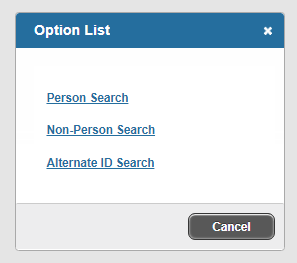 Option List
Person Search
Non-Person Search
Alternate ID Search
Cancel